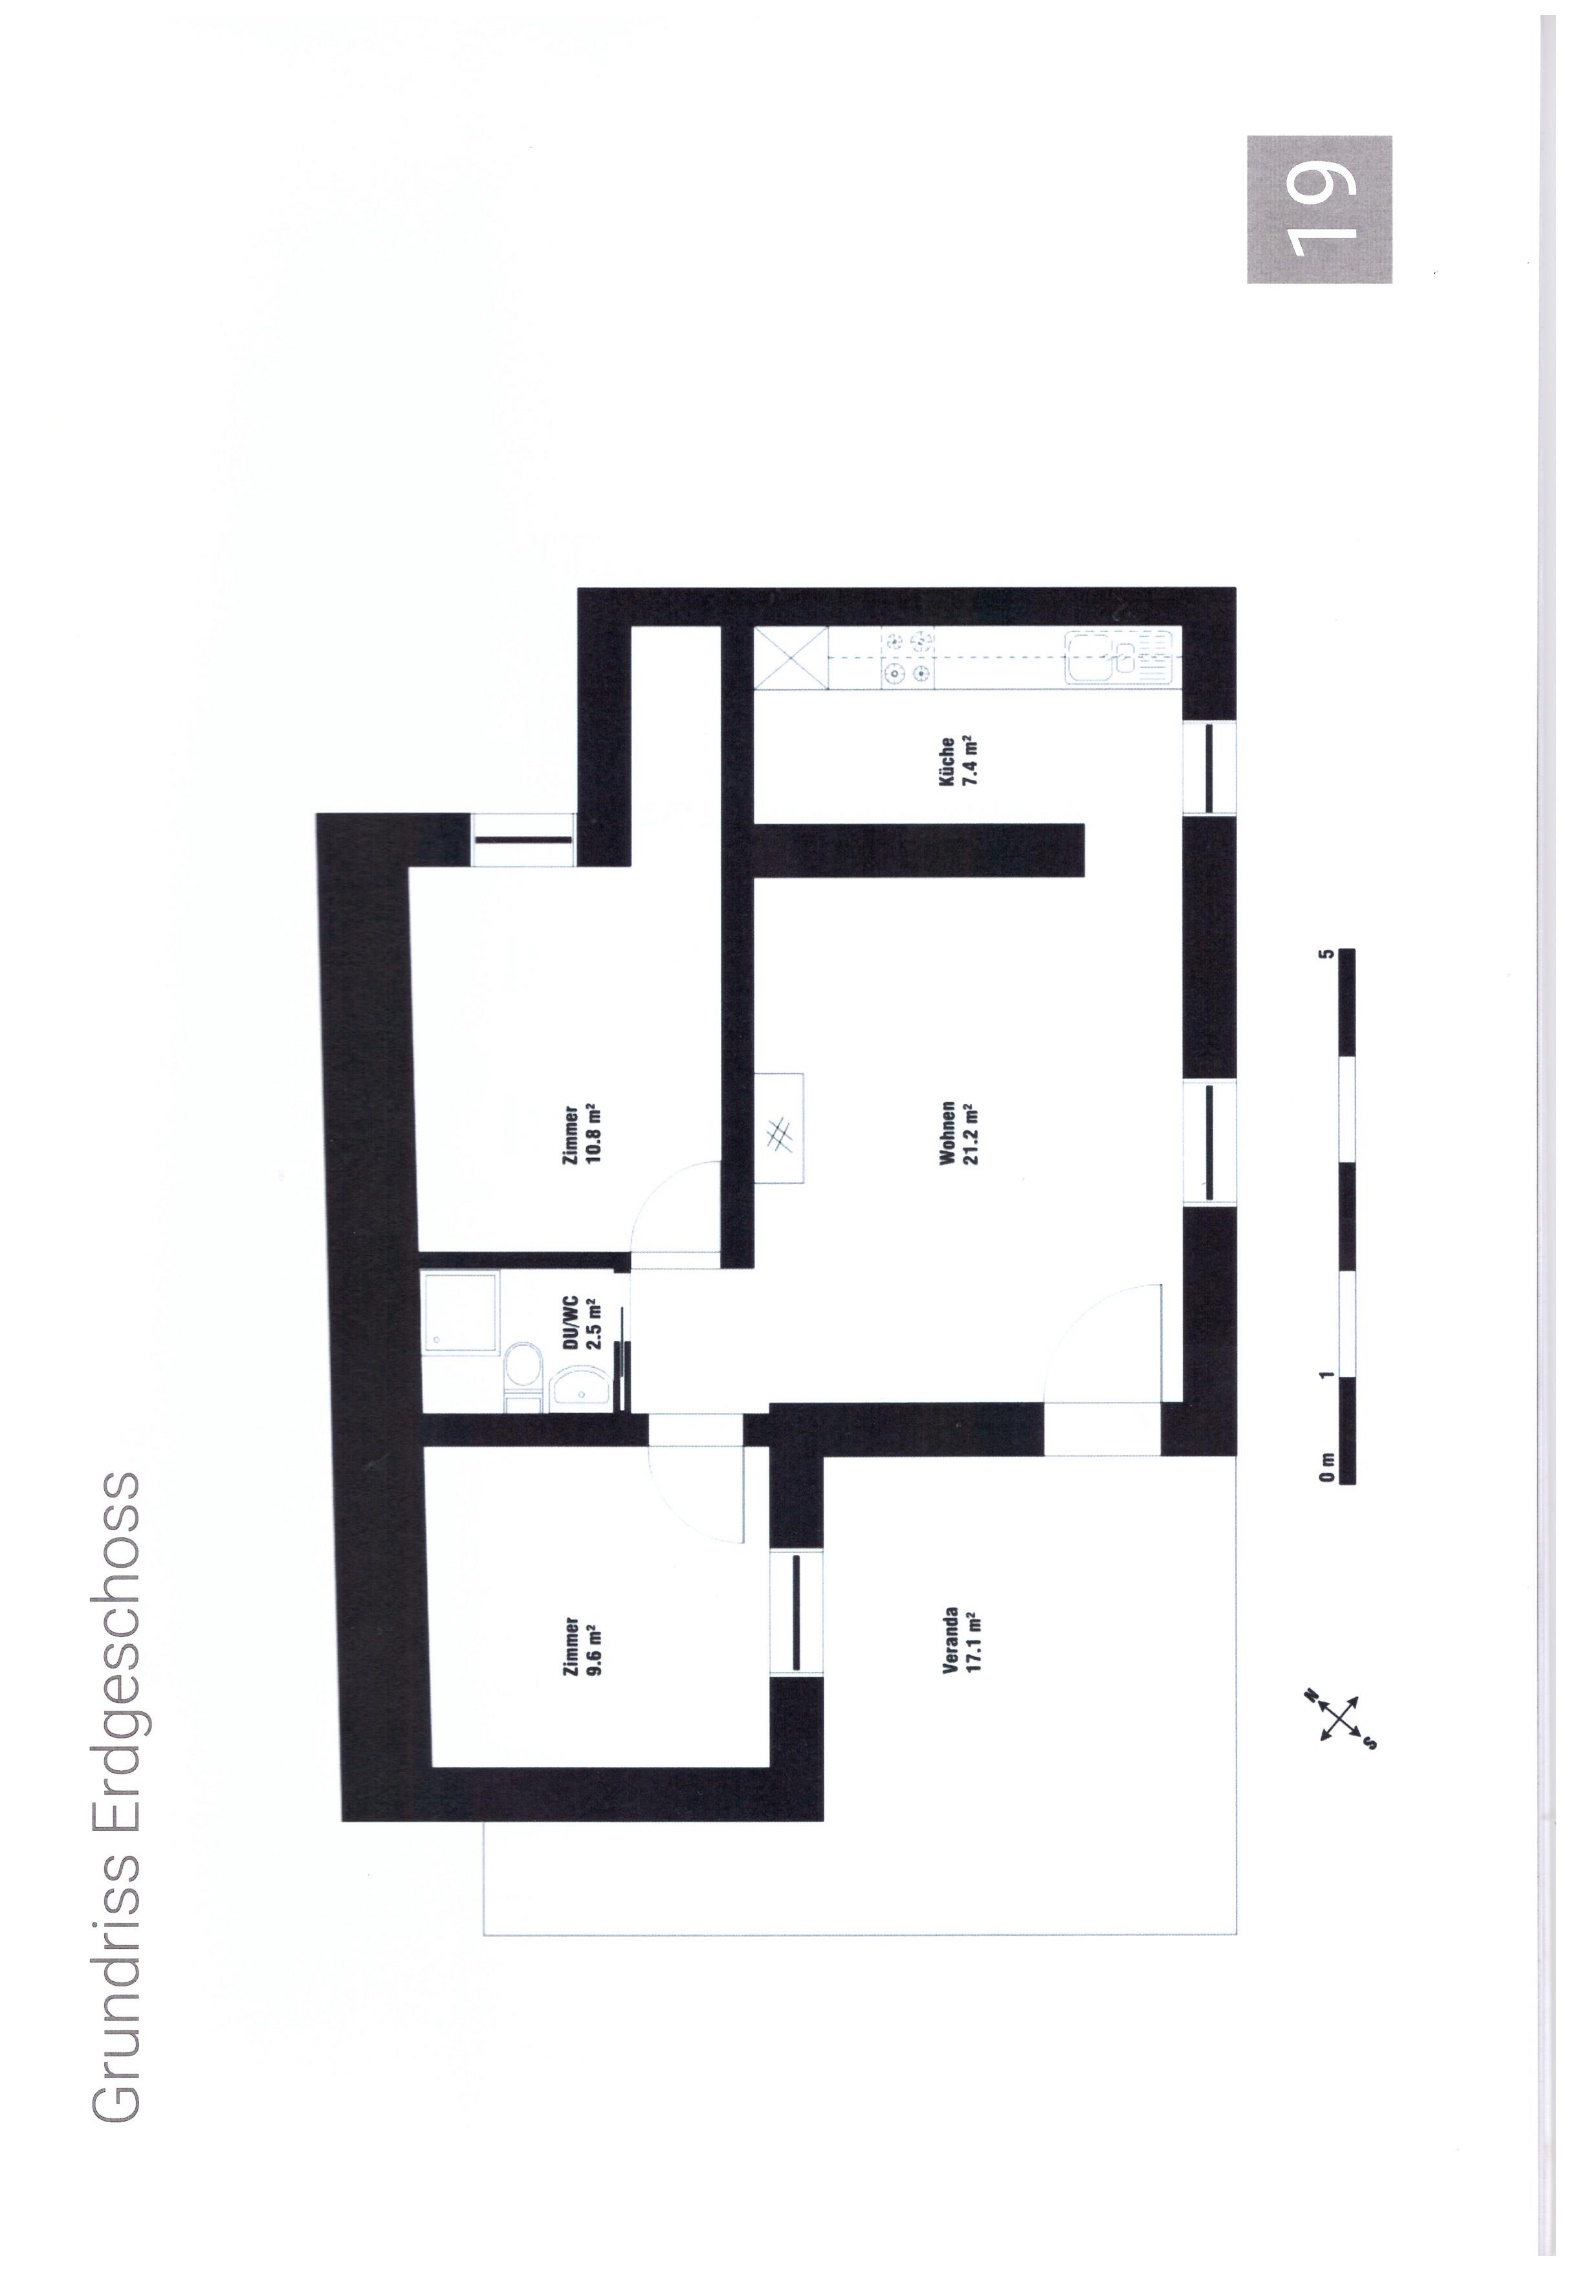 Grundriss Erdgeschoss
Zimmer
9.6 m²
DU/WC
2.5 m²
Zimmer
10.8 m²
Veranda
17.1 m²
Wohnen
21.2 m²
Küche
7.4 m²
N
S
0 m
1
5
19